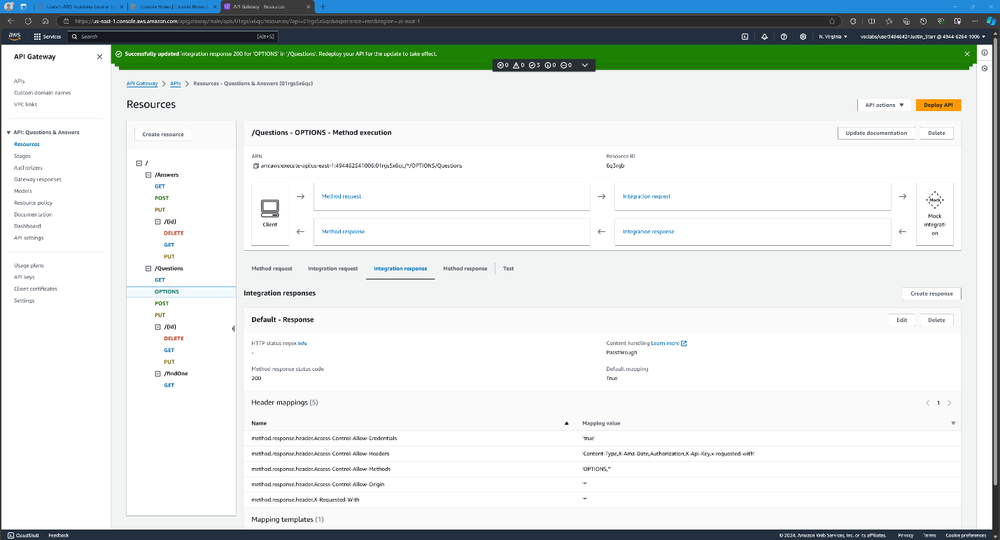 Launch AWS Academy Learner La
Console Home | Console Home |
API Gateway - Resources
https://us-east-1.console.aws.amazon.com/apigateway/main/apis/01rgs5x6qc/resources/?api=01rgs5x6qc&experience=rest&region=us-east-1
aws
Services
Search
[Alt+S]
N. Virginia
voclabs/user3484642=Justin_Starr @ 4944-6264-1006
API Gateway
Successfully updated integration response 200 for 'OPTIONS' in '/Questions'. Redeploy your API for the update to take effect.
0 0 3 0 0
APIs
Custom domain names
VPC links
API: Questions & Answers
Resources
Stages
Authorizers
Gateway responses
Models
Resource policy
Documentation
Dashboard
API settings
Usage plans
API keys
Client certificates
Settings
API Gateway
APIs
Resources - Questions & Answers (01rgs5x6qc)
Resources
API actions
Deploy API
Create resource
/
/Answers
GET
POST
PUT
/{id}
DELETE
GET
PUT
/Questions
GET
OPTIONS
POST
PUT
/{id}
DELETE
GET
PUT
/findOne
GET
/Questions - OPTIONS - Method execution
Update documentation
Delete
ARN
arn:aws:execute-api:us-east-1:494462641006:01rgs5x6qc/*/OPTIONS/Questions
Resource ID
6q3rgb
Client
Method request
Integration request
Method response
Integration response
Mock
Mock
integrati
on
Method request
Integration request
Integration response
Method response
Test
Integration responses
Create response
Default - Response
Edit
Delete
HTTP status regex Info
-
Content handling Learn more
Passthrough
Method response status code
200
Default mapping
True
Header mappings (5)
1
Name
Mapping value
method.response.header.Access-Control-Allow-Credentials
'true'
method.response.header.Access-Control-Allow-Headers
'Content-Type,X-Amz-Date,Authorization,X-Api-Key,x-requested-with'
method.response.header.Access-Control-Allow-Methods
'OPTIONS,*'
method.response.header.Access-Control-Allow-Origin
'*'
method.response.header.X-Requested-With
'*'
Mapping templates (1)
CloudShell
Feedback
© 2024, Amazon Web Services, Inc. or its affiliates.
Privacy
Terms
Cookie preferences